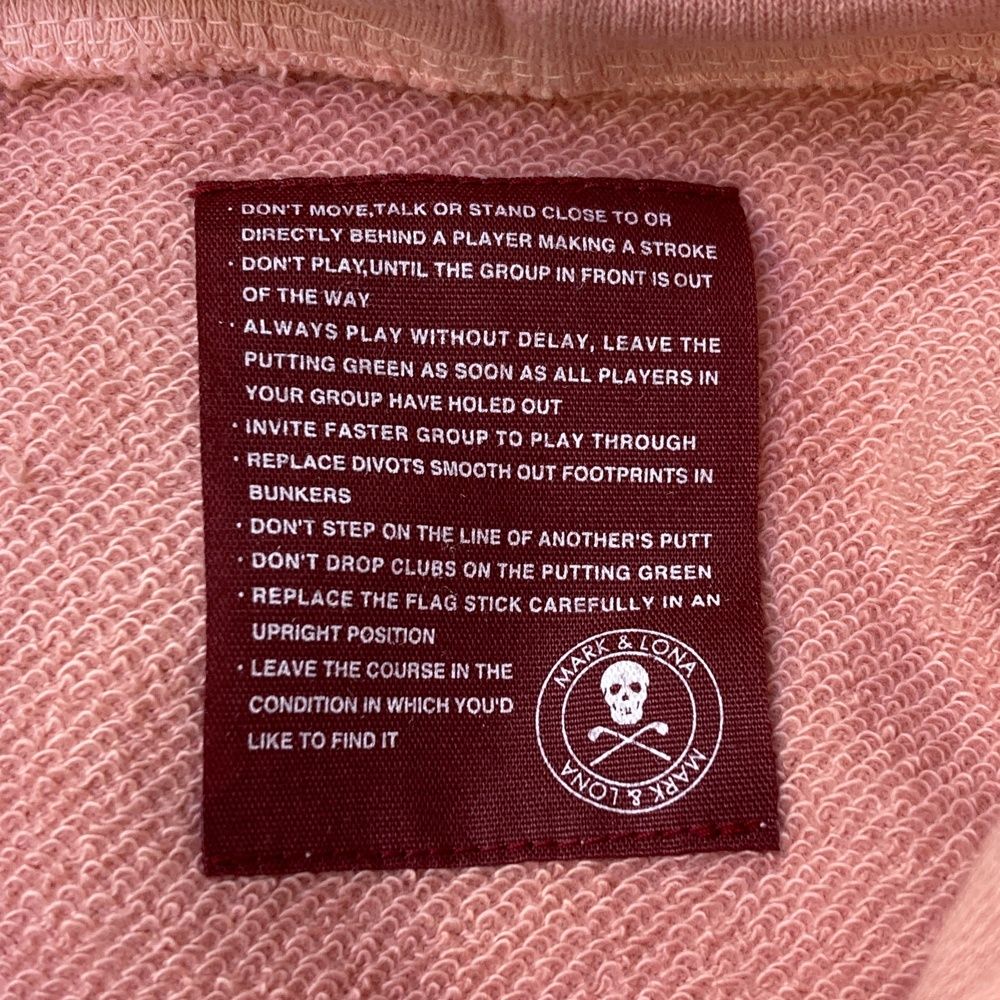 · DON'T MOVE,TALK OR STAND CLOSE TO OR
DIRECTLY BEHIND A PLAYER MAKING A STROKE
· DON'T PLAY,UNTIL THE GROUP IN FRONT IS OUT
OF THE WAY
· ALWAYS PLAY WITHOUT DELAY, LEAVE THE
PUTTING GREEN AS SOON AS ALL PLAYERS IN
YOUR GROUP HAVE HOLED OUT
· INVITE FASTER GROUP TO PLAY THROUGH
· REPLACE DIVOTS SMOOTH OUT FOOTPRINTS IN
BUNKERS
· DON'T STEP ON THE LINE OF ANOTHER'S PUTT
· DON'T DROP CLUBS ON THE PUTTING GREEN
· REPLACE THE FLAG STICK CAREFULLY IN AN
UPRIGHT POSITION
· LEAVE THE COURSE IN THE
CONDITION IN WHICH YOU'D
LIKE TO FIND IT
MARK & LONA
MARK & LONA